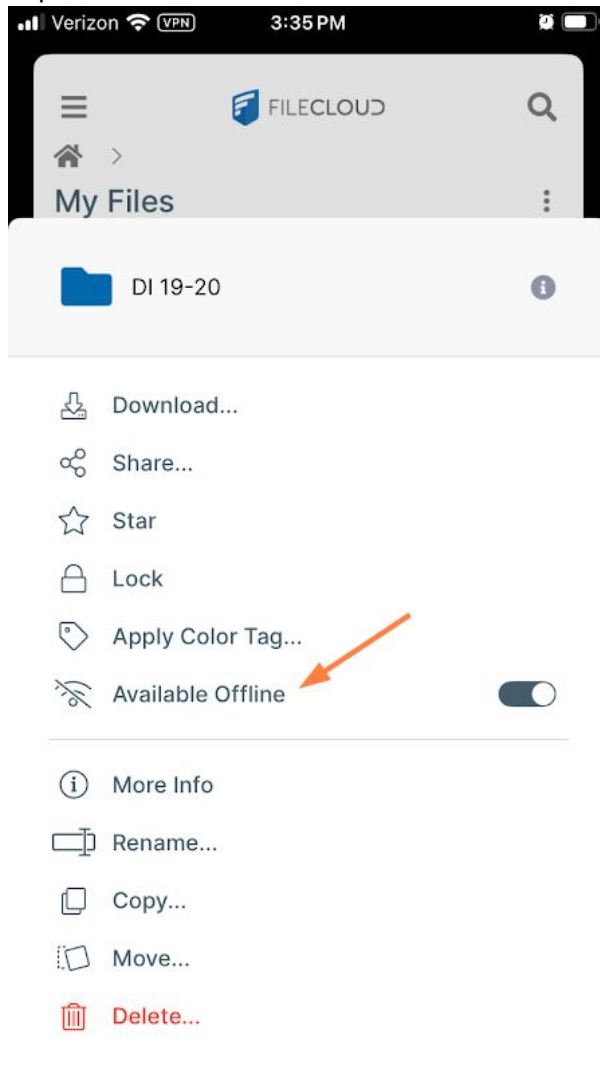 Verizon VPN 3:35 PM
FILECLOUD
>
My Files
DI 19-20
Download...
Share...
Star
Lock
Apply Color Tag...
Available Offline
More Info
Rename...
Copy...
Move...
Delete...